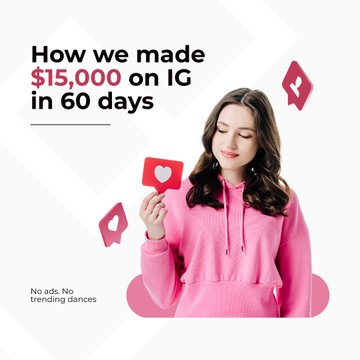 How we made
$15,000 on IG
in 60 days
No ads. No
trending dances